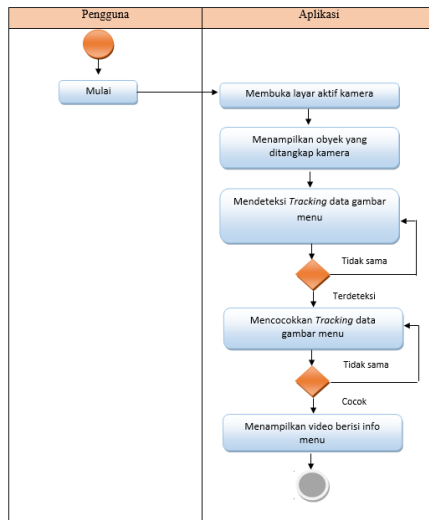 Pengguna
Aplikasi
Mulai
Membuka layar aktif kamera
Menampilkan obyek yang
ditangkap kamera
Mendeteksi Tracking data gambar
menu
Tidak sama
Terdeteksi
Mencocokkan Tracking data
gambar menu
Tidak sama
Cocok
Menampilkan video berisi info
menu